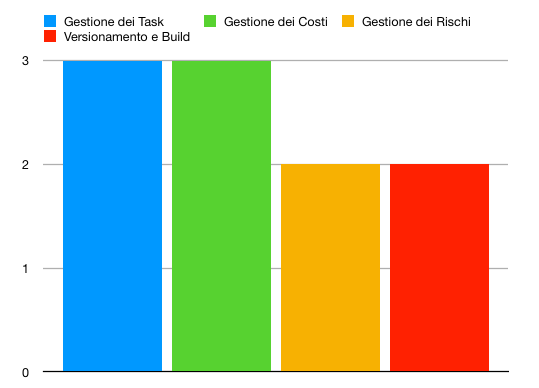 Gestione dei Task Gestione dei Costi Gestione dei Rischi
Versionamento e Build
3
2
1
0